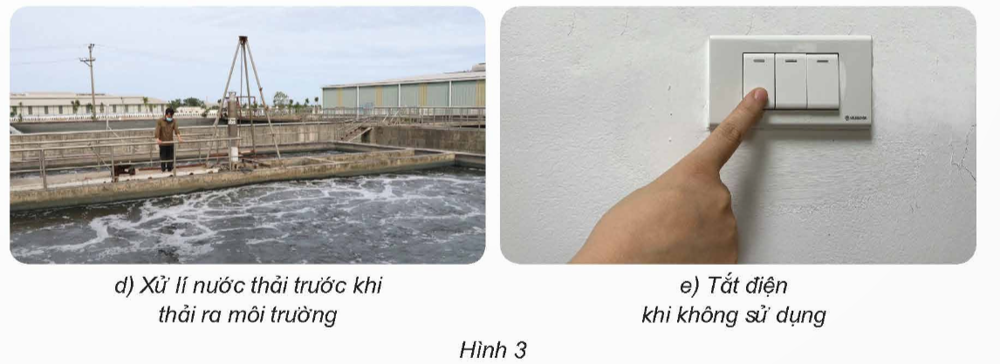 d) Xử lí nước thải trước khi
thải ra môi trường
e) Tắt điện
khi không sử dụng
Hình 3